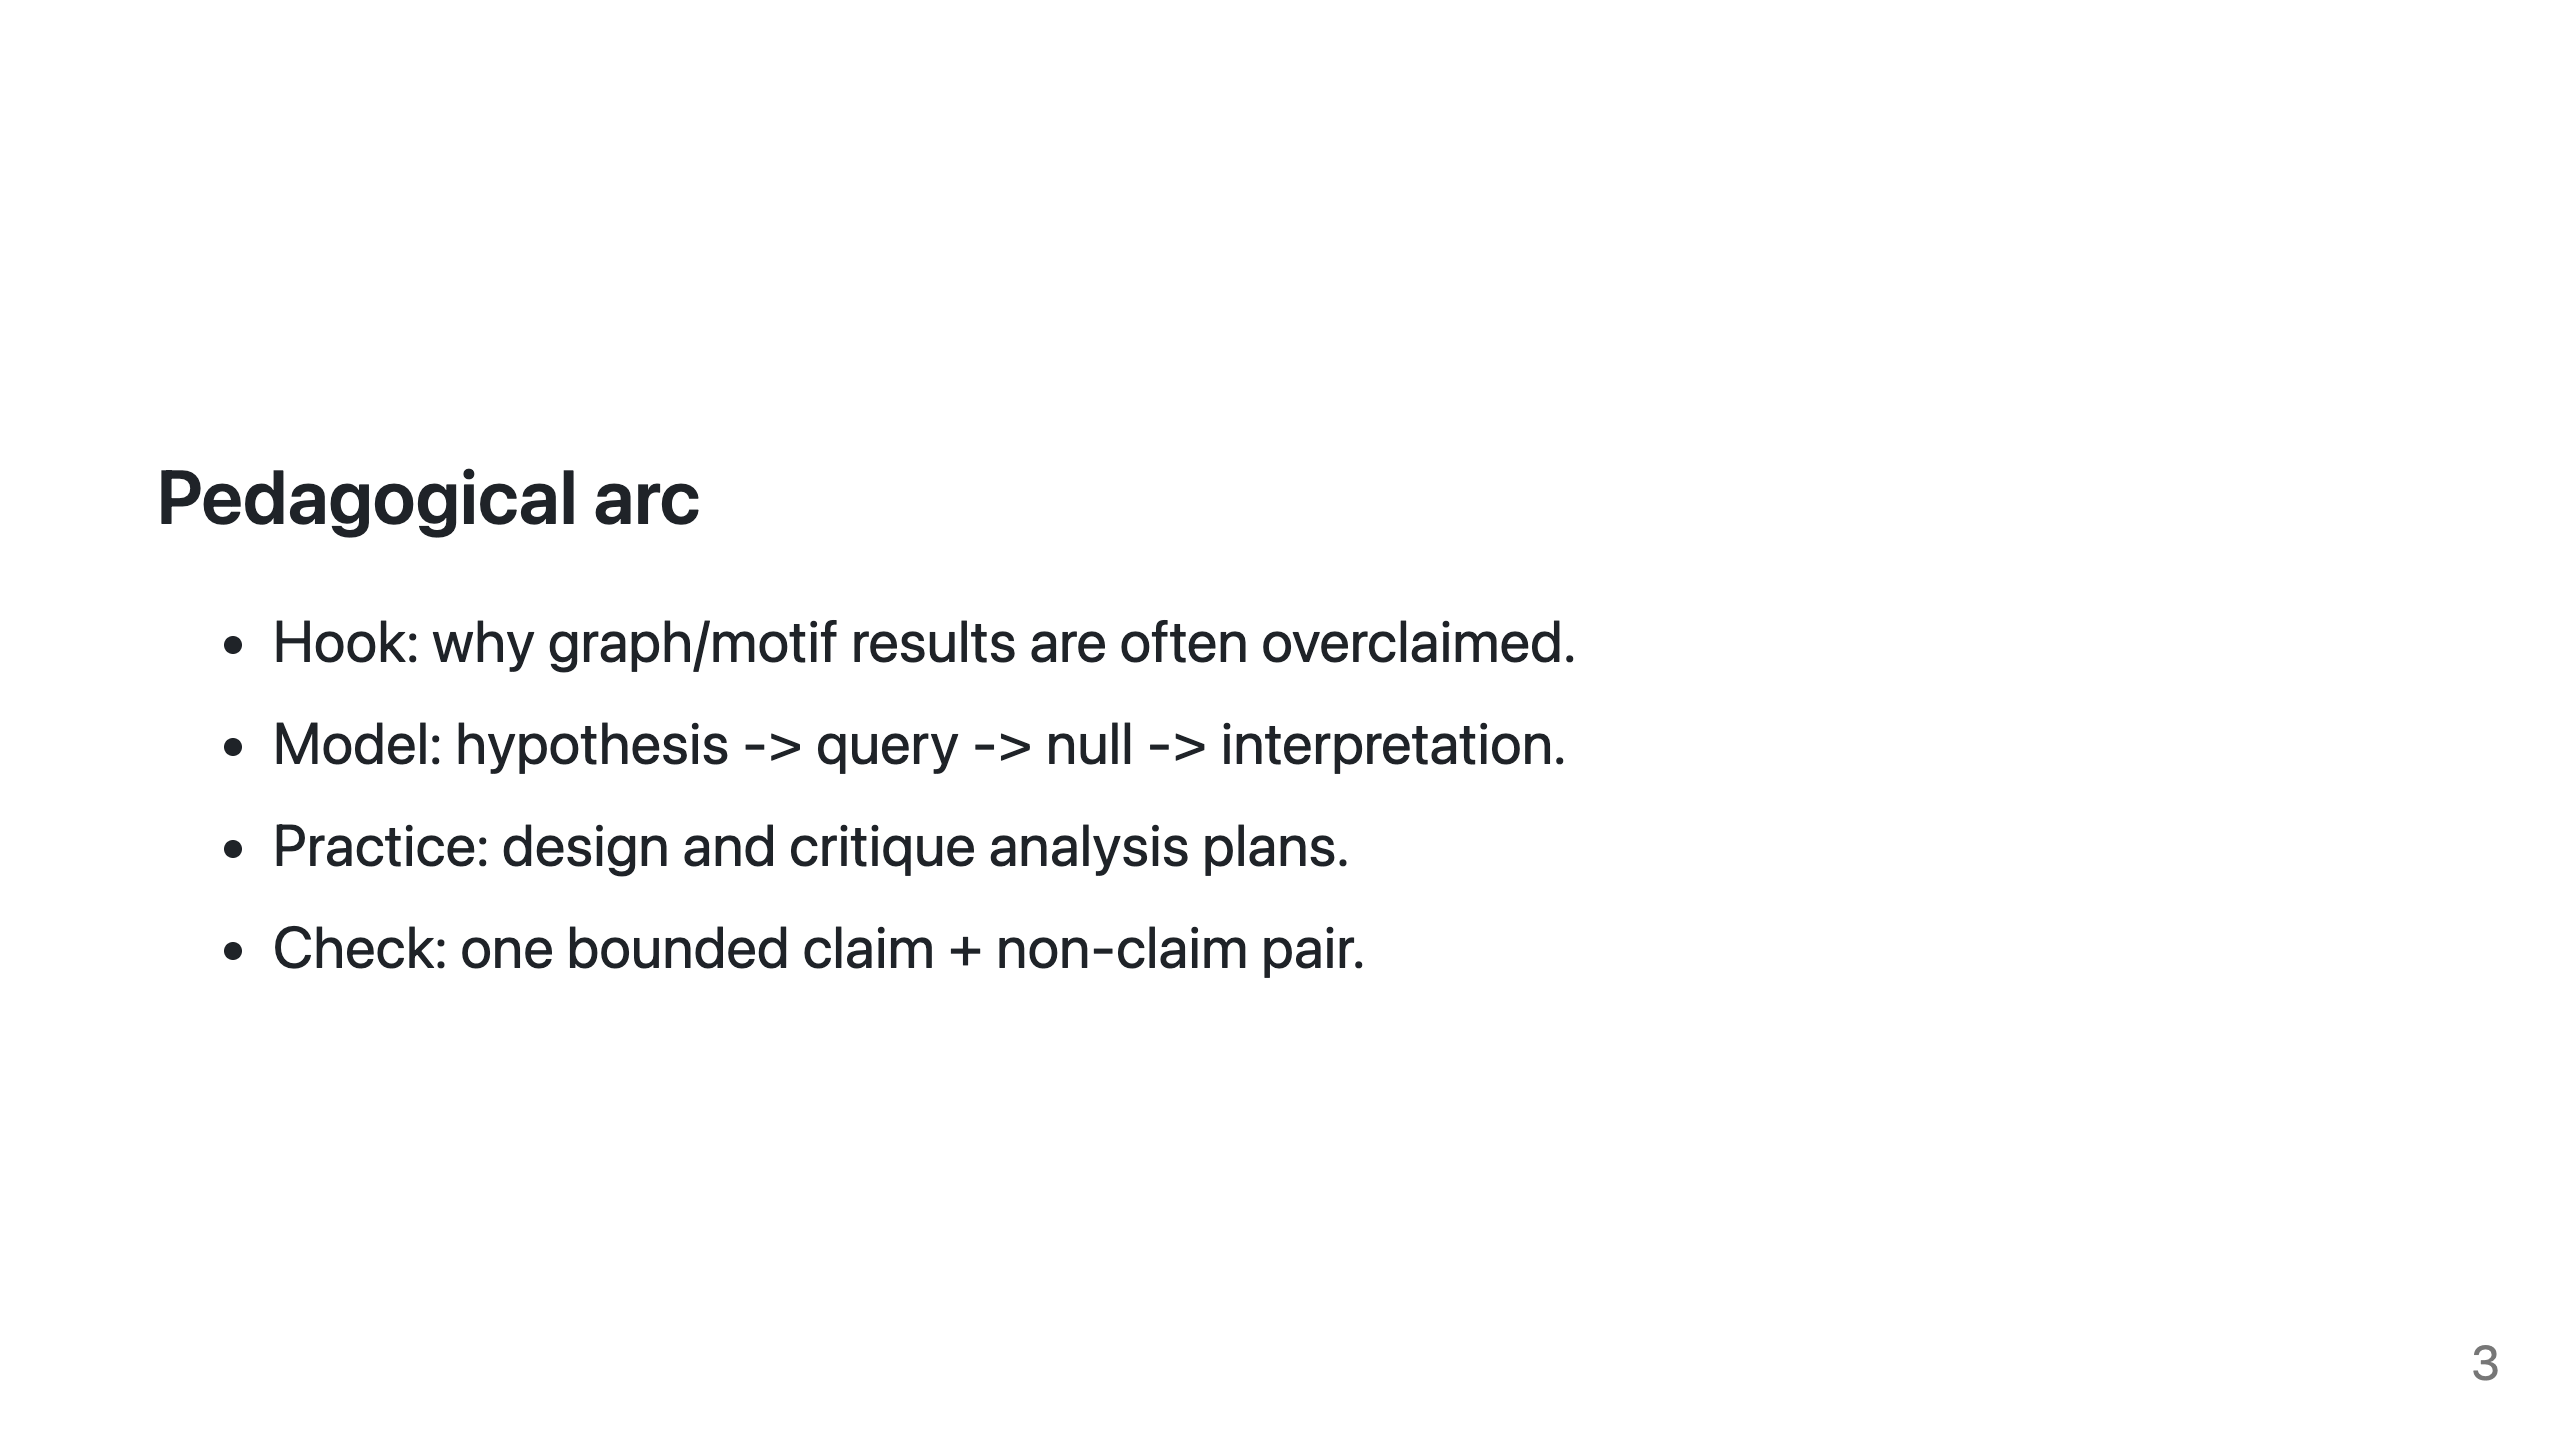 Pedagogical arc
• Hook: why graph/motif results are often overclaimed.
• Model: hypothesis -> query -> null -> interpretation.
• Practice: design and critique analysis plans.
• Check: one bounded claim + non-claim pair.
3